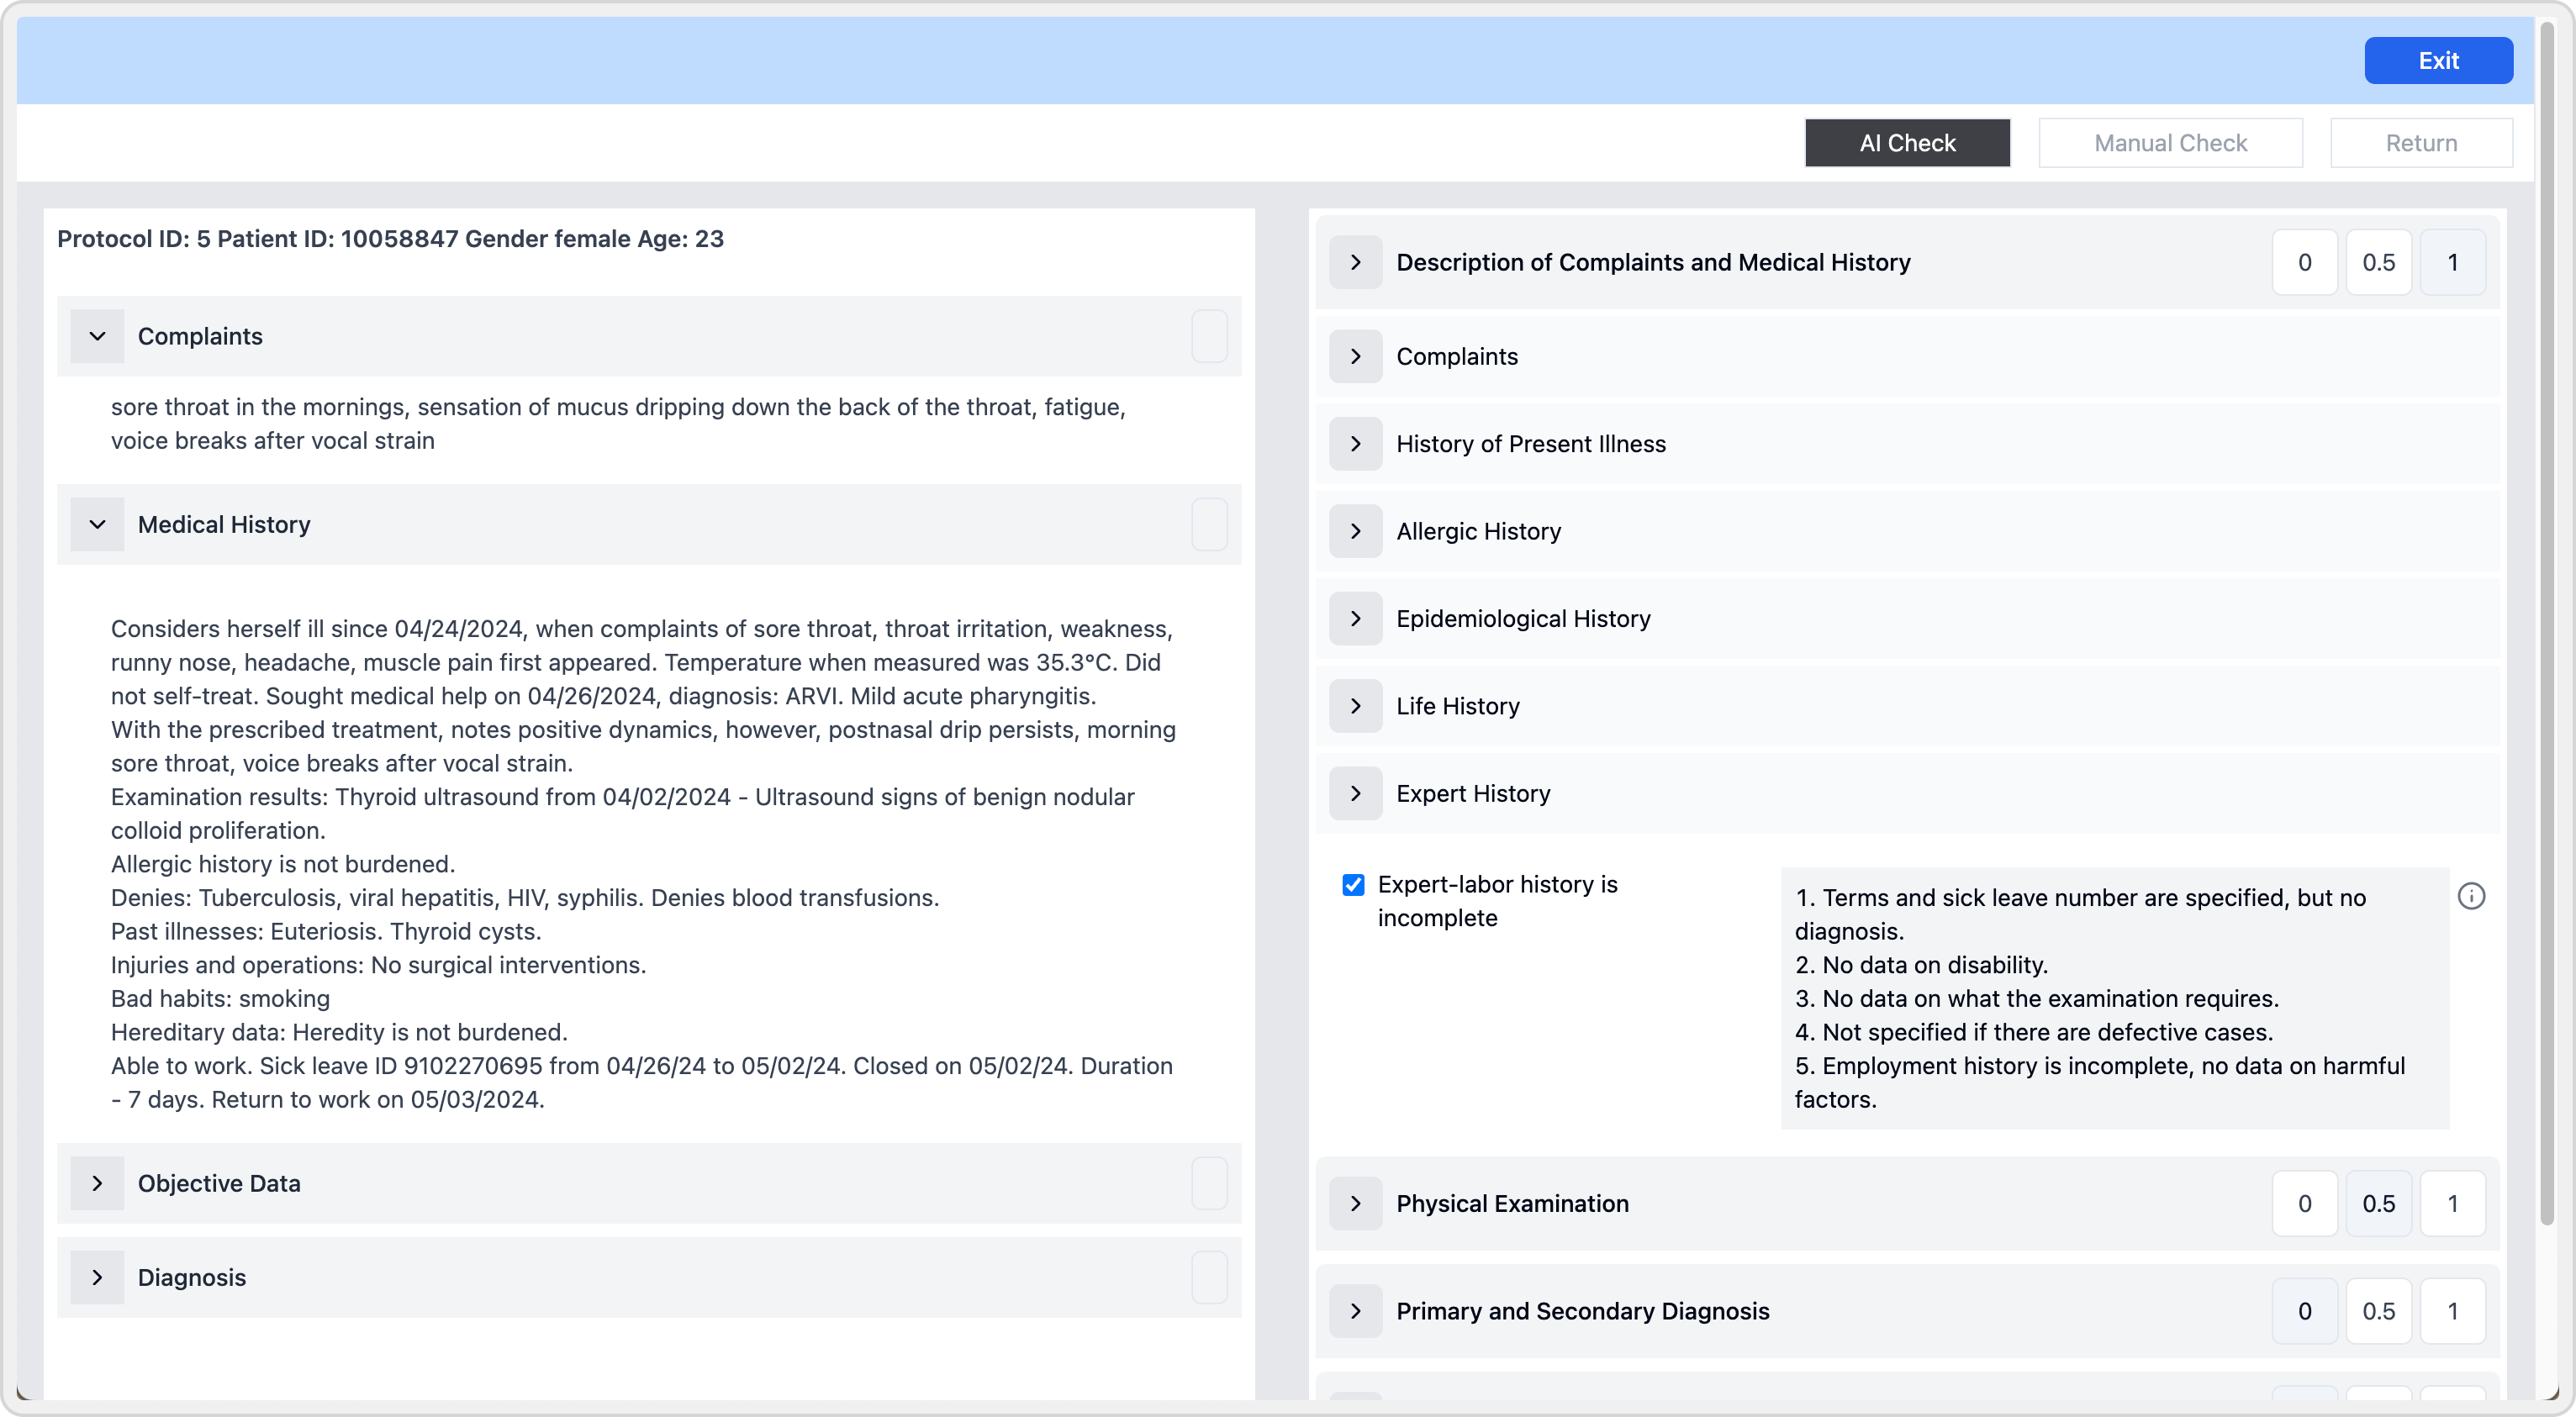 Exit
AI Check
Manual Check
Return
Protocol ID: 5 Patient ID: 10058847 Gender female Age: 23
Complaints
sore throat in the mornings, sensation of mucus dripping down the back of the throat, fatigue,
voice breaks after vocal strain
Medical History
Considers herself ill since 04/24/2024, when complaints of sore throat, throat irritation, weakness,
runny nose, headache, muscle pain first appeared. Temperature when measured was 35.3°C. Did
not self-treat. Sought medical help on 04/26/2024, diagnosis: ARVI. Mild acute pharyngitis.
With the prescribed treatment, notes positive dynamics, however, postnasal drip persists, morning
sore throat, voice breaks after vocal strain.
Examination results: Thyroid ultrasound from 04/02/2024 - Ultrasound signs of benign nodular
colloid proliferation.
Allergic history is not burdened.
Denies: Tuberculosis, viral hepatitis, HIV, syphilis. Denies blood transfusions.
Past illnesses: Euteriosis. Thyroid cysts.
Injuries and operations: No surgical interventions.
Bad habits: smoking
Hereditary data: Heredity is not burdened.
Able to work. Sick leave ID 9102270695 from 04/26/24 to 05/02/24. Closed on 05/02/24. Duration
- 7 days. Return to work on 05/03/2024.
Objective Data
Diagnosis
Description of Complaints and Medical History
0
0.5
1
Complaints
History of Present Illness
Allergic History
Epidemiological History
Life History
Expert History
Expert-labor history is
incomplete
1. Terms and sick leave number are specified, but no
diagnosis.
2. No data on disability.
3. No data on what the examination requires.
4. Not specified if there are defective cases.
5. Employment history is incomplete, no data on harmful
factors.
Physical Examination
0
0.5
1
Primary and Secondary Diagnosis
0
0.5
1